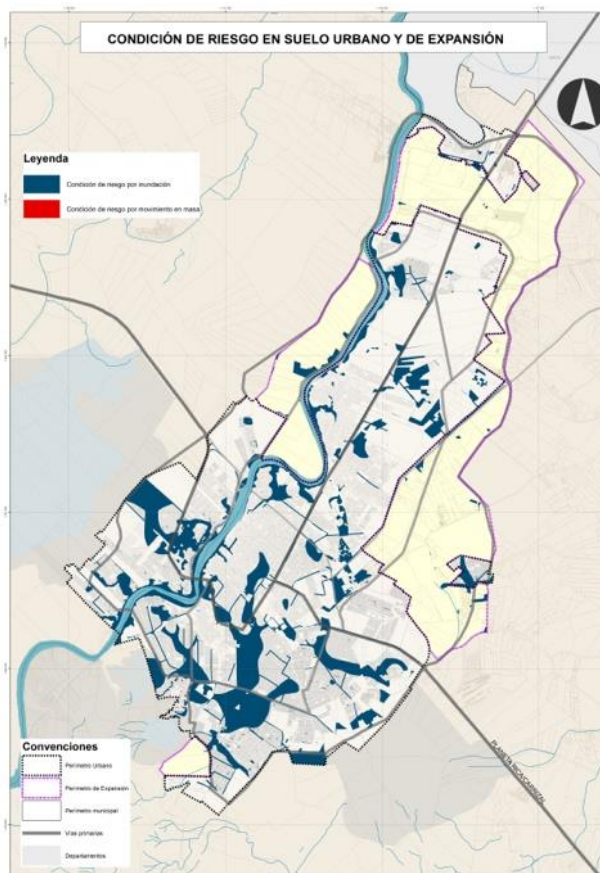 CONDICIÓN DE RIESGO EN SUELO URBANO Y DE EXPANSIÓN
Leyenda
Condición de riesgo por inundación
Condición de riesgo por movimiento en masa
Convenciones
Perímetro Urbano
Perímetro de Expansión
Perímetro municipal
Vías primarias
Departamentos